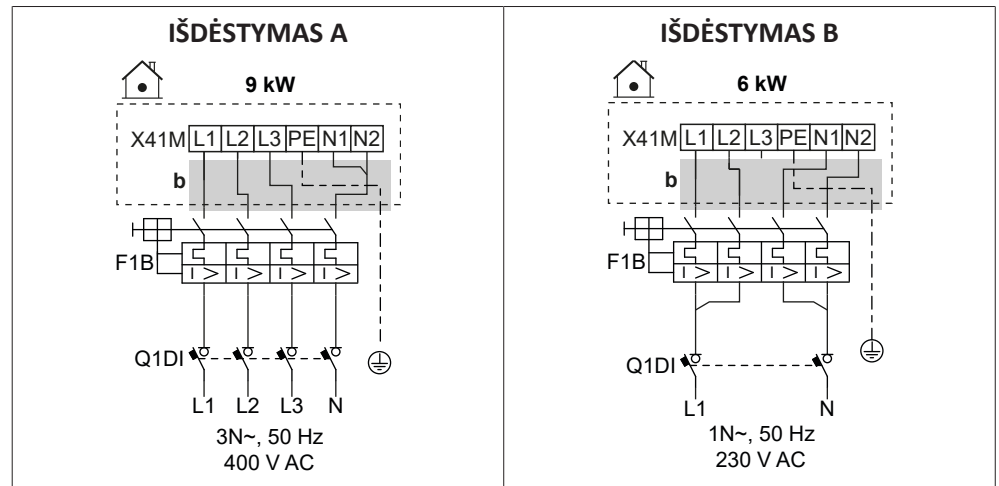 IŠDĖSTYMAS A
9 kW
X41M L1 L2 L3 PE N1 N2
b
F1B
I > I > I > I >
Q1DI
L1 L2 L3 N
3N~, 50 Hz
400 V AC
IŠDĖSTYMAS B
6 kW
X41M L1 L2 L3 PE N1 N2
b
F1B
I > I > I > I >
Q1DI
L1 N
1N~, 50 Hz
230 V AC